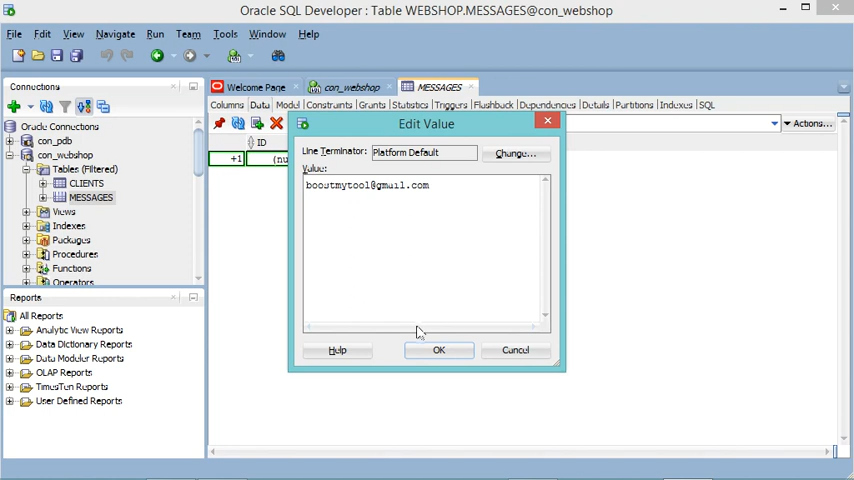 Oracle SQL Developer : Table WEBSHOP.MESSAGES@con_webshop
File Edit View Navigate Run Team Tools Window Help
Connections
Welcome Page con_webshop MESSAGES
Columns Data Model Constraints Grants Statistics Triggers Flashback Dependencies Details Partitions Indexes SQL
Actions...
Oracle Connections
con_pdb
con_webshop
Tables (Filtered)
CLIENTS
MESSAGES
Views
Indexes
Packages
Procedures
Functions
Operators
ID
+1 (nu
Edit Value
Line Terminator: Platform Default Change...
Value:
boostmytool@gmail.com
Help OK Cancel
Reports
All Reports
Analytic View Reports
Data Dictionary Reports
Data Modeler Reports
OLAP Reports
TimesTen Reports
User Defined Reports